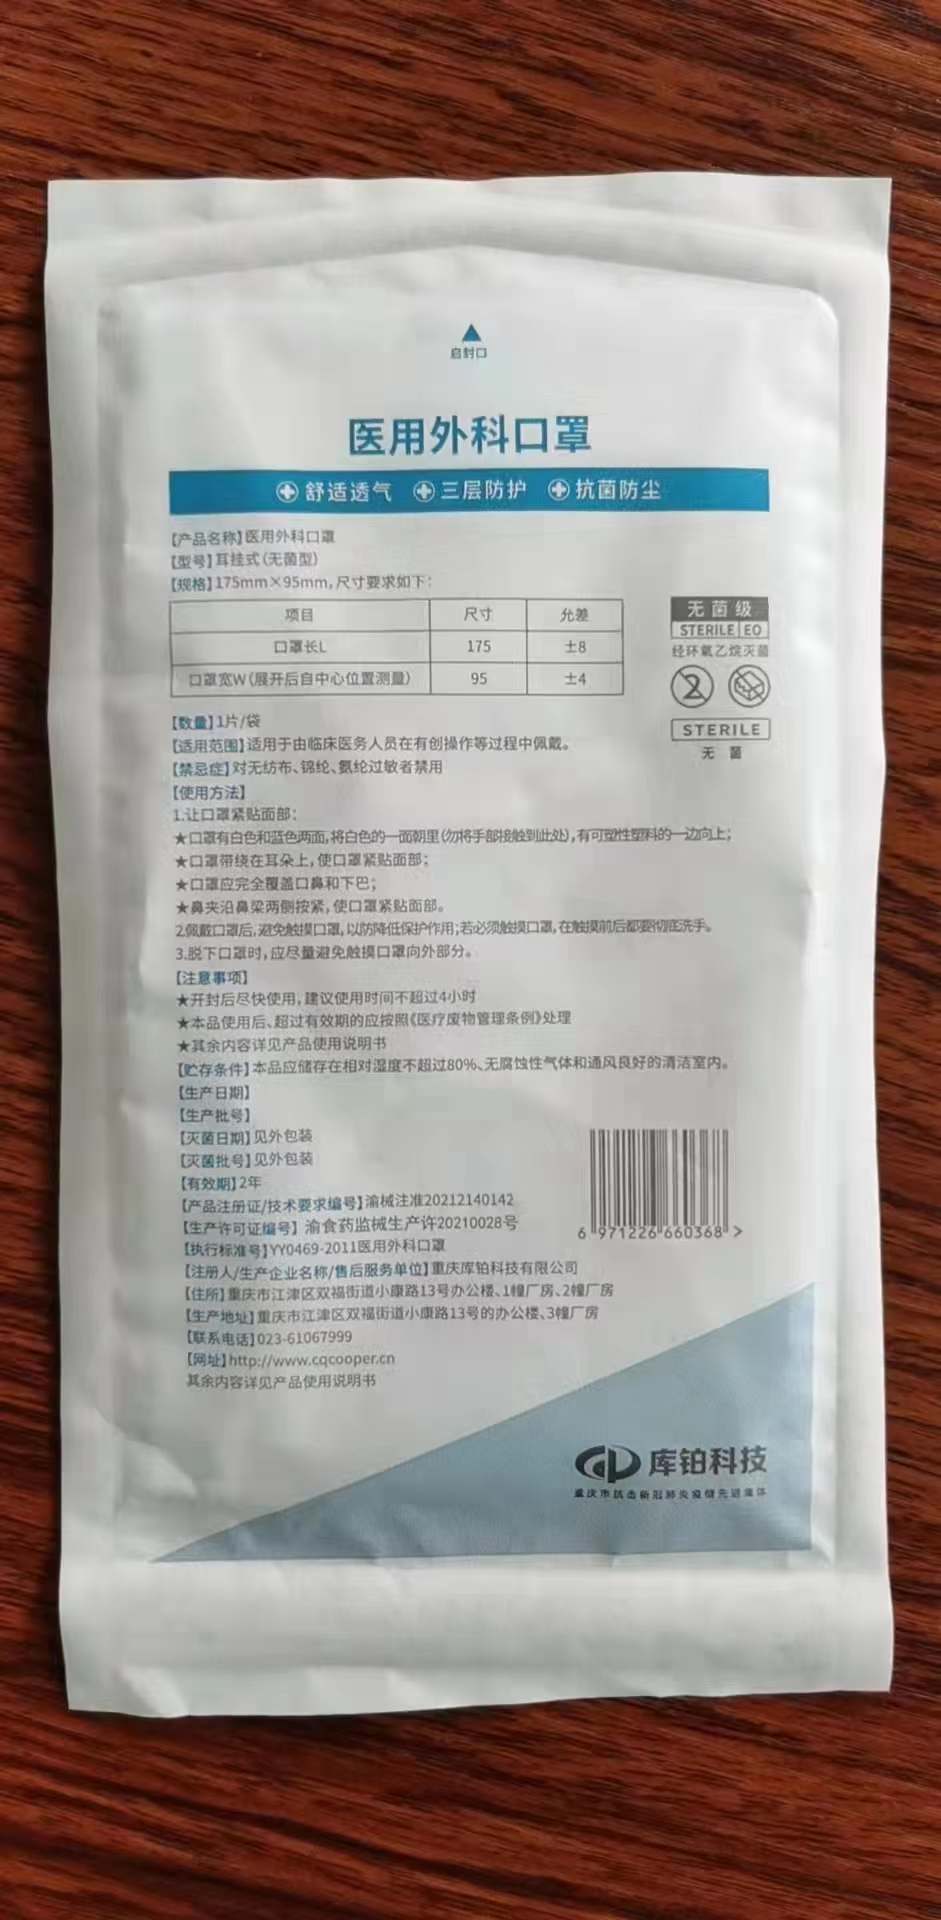 启封口
医用外科口罩
舒适透气 三层防护 抗菌防尘
【产品名称】医用外科口罩
【型号】耳挂式(无菌型)
【规格】175mm×95mm,尺寸要求如下:
项目 尺寸 允差
口罩长L 175 ±8
口罩宽W(展开后自中心位置测量) 95 ±4
无菌级
STERILE EO
经环氧乙烷灭菌
2
STERILE
无菌
【数量】1片/袋
【适用范围】适用于由临床医务人员在有创操作等过程中佩戴。
【禁忌症】对无纺布、锦纶、氨纶过敏者禁用
【使用方法】
1.让口罩紧贴面部:
★口罩有白色和蓝色两面,将白色的一面朝里(勿将手部接触到此处),有可塑性塑料的一边向上;
★口罩带绕在耳朵上,使口罩紧贴面部;
★口罩应完全覆盖口鼻和下巴;
★鼻夹沿鼻梁两侧按紧,使口罩紧贴面部。
2.佩戴口罩后,避免触摸口罩,以防降低保护作用;若必须触摸口罩,在触摸前后都要彻底洗手。
3.脱下口罩时,应尽量避免触摸口罩向外部分。
【注意事项】
★开封后尽快使用,建议使用时间不超过4小时
★本品使用后、超过有效期的应按照《医疗废物管理条例》处理
★其余内容详见产品使用说明书
【贮存条件】本品应储存在相对湿度不超过80%、无腐蚀性气体和通风良好的清洁室内。
【生产日期】
【生产批号】
【灭菌日期】见外包装
【灭菌批号】见外包装
【有效期】2年
【产品注册证/技术要求编号】渝械注准20212140142
【生产许可证编号】渝食药监械生产许20210028号
【执行标准号】YY0469-2011医用外科口罩
【注册人/生产企业名称/售后服务单位】重庆库铂科技有限公司
【住所】重庆市江津区双福街道小康路13号办公楼、1幢厂房、2幢厂房
【生产地址】重庆市江津区双福街道小康路13号的办公楼、3幢厂房
【联系电话】023-61067999
【网址】http://www.cqcooper.cn
其余内容详见产品使用说明书
6 971226 660368 >
库铂科技
重庆市抗击新冠肺炎疫情先进集体